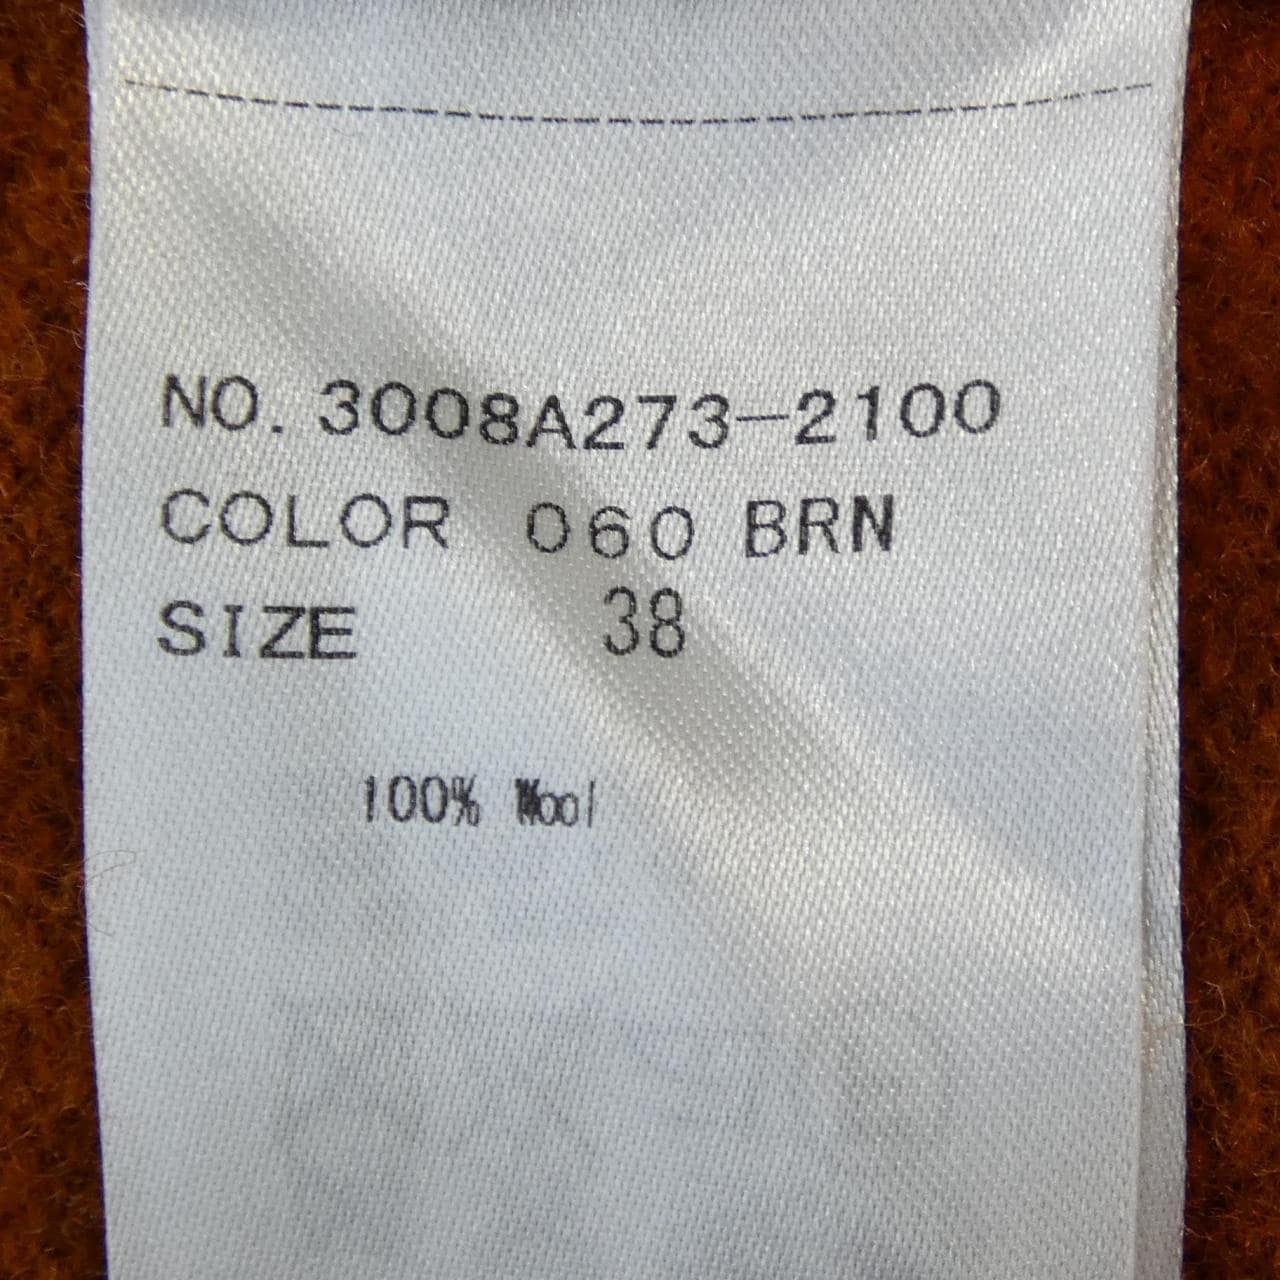 NO. 3008A273-2100
COLOR 060 BRN
SIZE 38
100% Wool